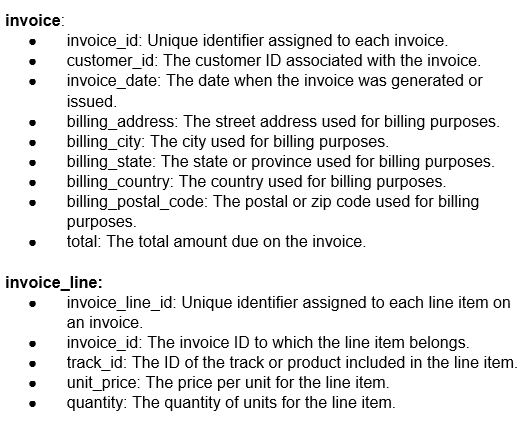 invoice:
• invoice_id: Unique identifier assigned to each invoice.
• customer_id: The customer ID associated with the invoice.
• invoice_date: The date when the invoice was generated or
issued.
• billing_address: The street address used for billing purposes.
• billing_city: The city used for billing purposes.
• billing_state: The state or province used for billing purposes.
• billing_country: The country used for billing purposes.
• billing_postal_code: The postal or zip code used for billing
purposes.
• total: The total amount due on the invoice.
invoice_line:
• invoice_line_id: Unique identifier assigned to each line item on
an invoice.
• invoice_id: The invoice ID to which the line item belongs.
• track_id: The ID of the track or product included in the line item.
• unit_price: The price per unit for the line item.
• quantity: The quantity of units for the line item.